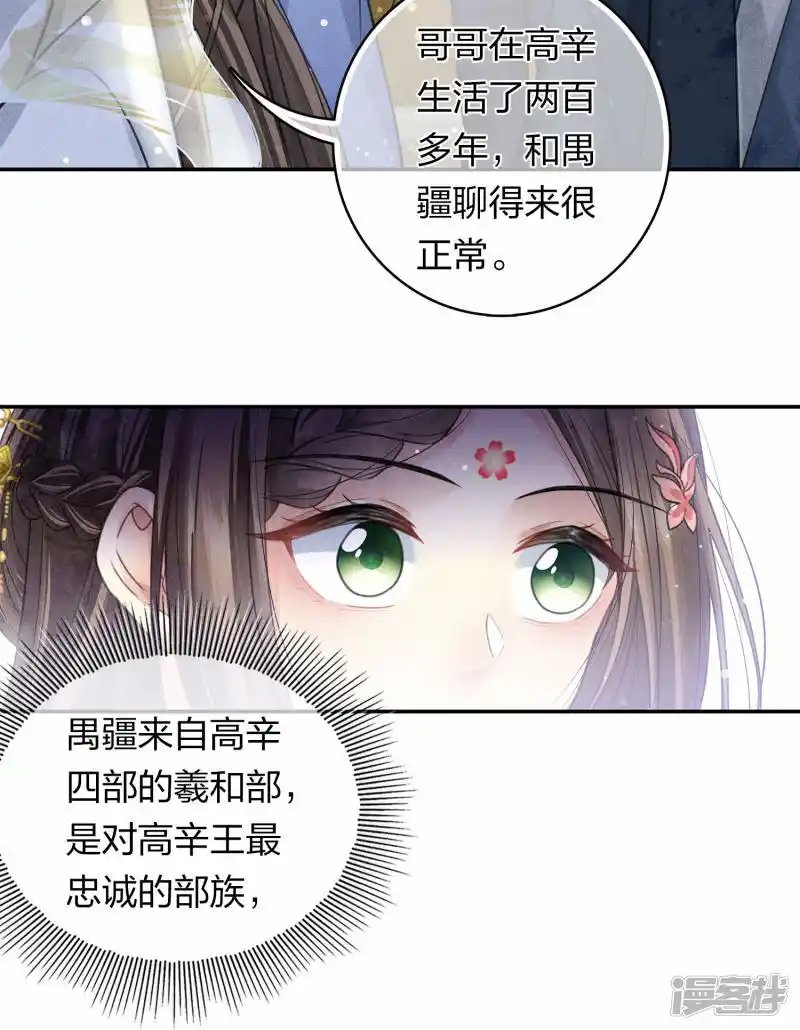 哥哥在高辛
生活了两百
多年，和禺
疆聊得来很
正常。
禺疆来自高辛
四部的羲和部，
是对高辛王最
忠诚的部族，
漫客栈